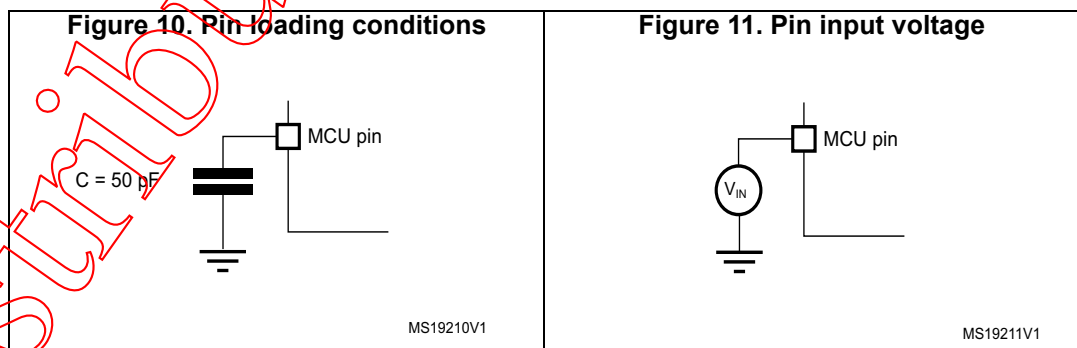 Figure 10. Pin loading conditions
Figure 11. Pin input voltage
MCU pin
C = 50 pF
MS19210V1
MCU pin
VIN
MS19211V1